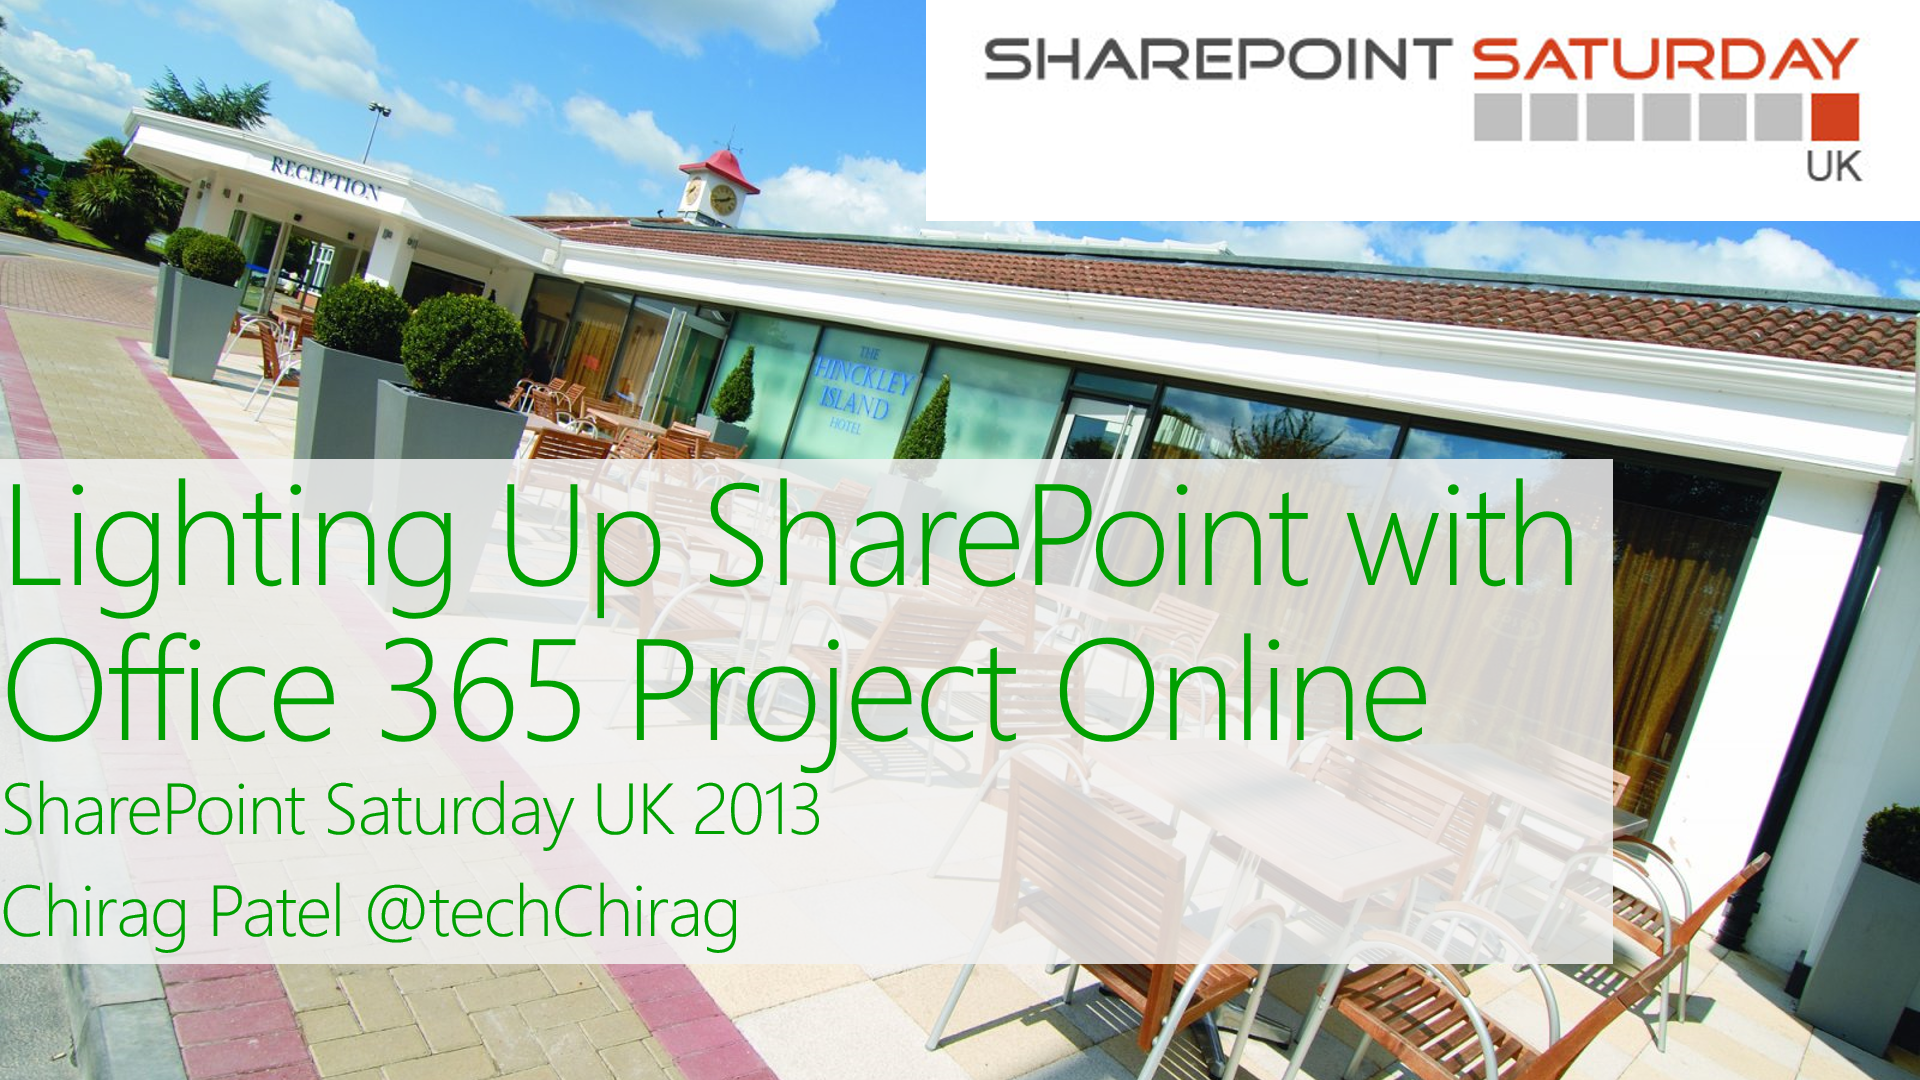 SHAREPOINT SATURDAY
UK
RECEPTION
THE
HINCKLEY
ISLAND
HOTEL
Lighting Up SharePoint with
Office 365 Project Online
SharePoint Saturday UK 2013
Chirag Patel @techChirag